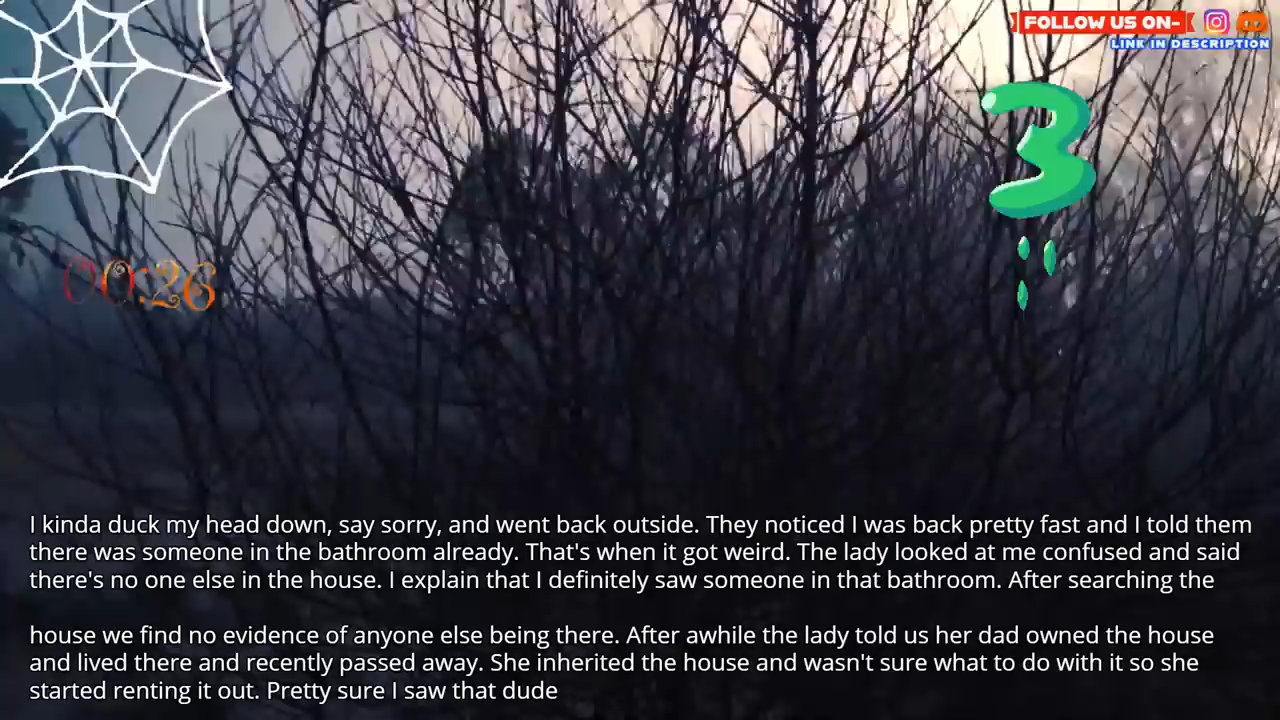 FOLLOW US ON-
LINK IN DESCRIPTION
3
00:26
I kinda duck my head down, say sorry, and went back outside. They noticed I was back pretty fast and I told them
there was someone in the bathroom already. That's when it got weird. The lady looked at me confused and said
there's no one else in the house. I explain that I definitely saw someone in that bathroom. After searching the
house we find no evidence of anyone else being there. After awhile the lady told us her dad owned the house
and lived there and recently passed away. She inherited the house and wasn't sure what to do with it so she
started renting it out. Pretty sure I saw that dude